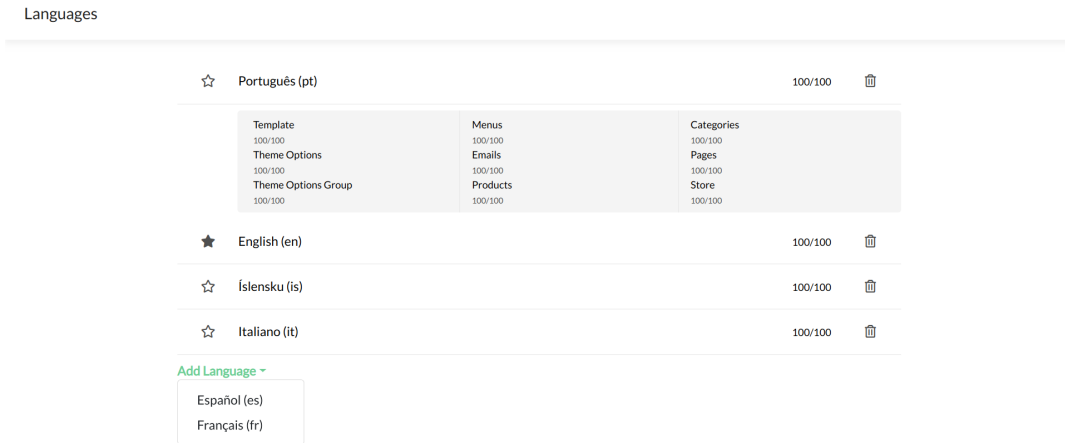 Languages
Português (pt) 100/100
Template Menus Categories
100/100 100/100 100/100
Theme Options Emails Pages
100/100 100/100 100/100
Theme Options Group Products Store
100/100 100/100 100/100
English (en) 100/100
Íslensku (is) 100/100
Italiano (it) 100/100
Add Language
Español (es)
Français (fr)